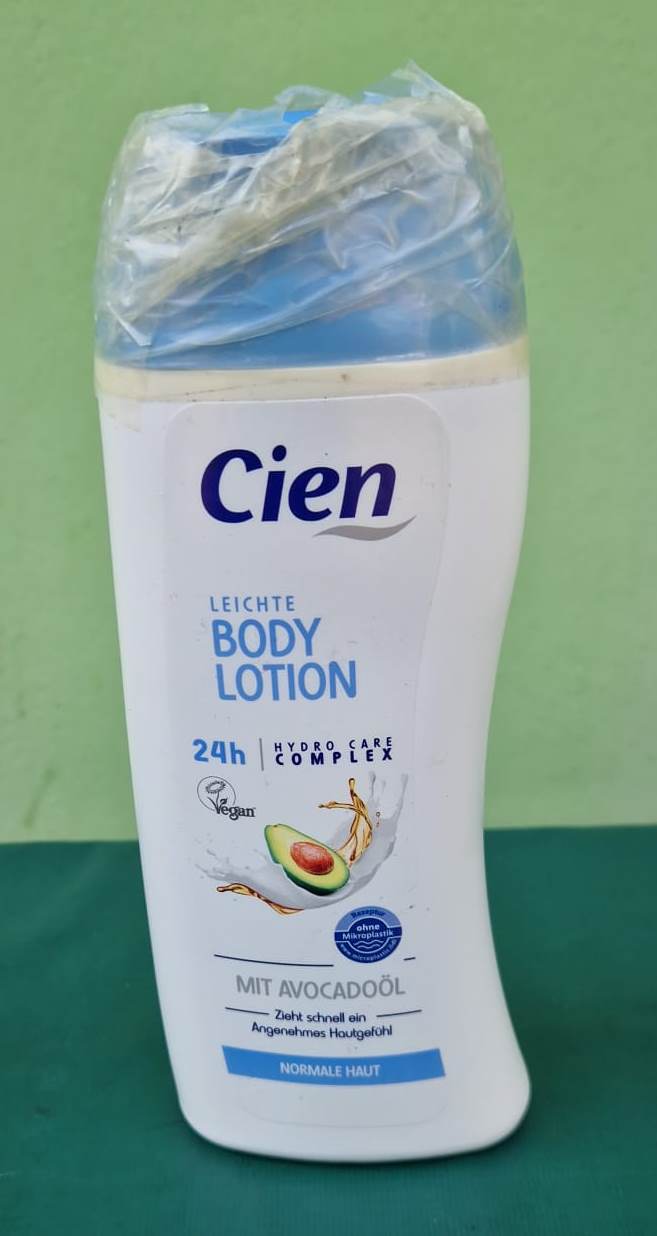 Cien
LEICHTE
BODY
LOTION
24h
HYDRO CARE
COMPLEX
Vegan
Rezeptur
ohne
Mikroplastik
MIT AVOCADOÖL
Zieht schnell ein
Angenehmes Hautgefühl
NORMALE HAUT